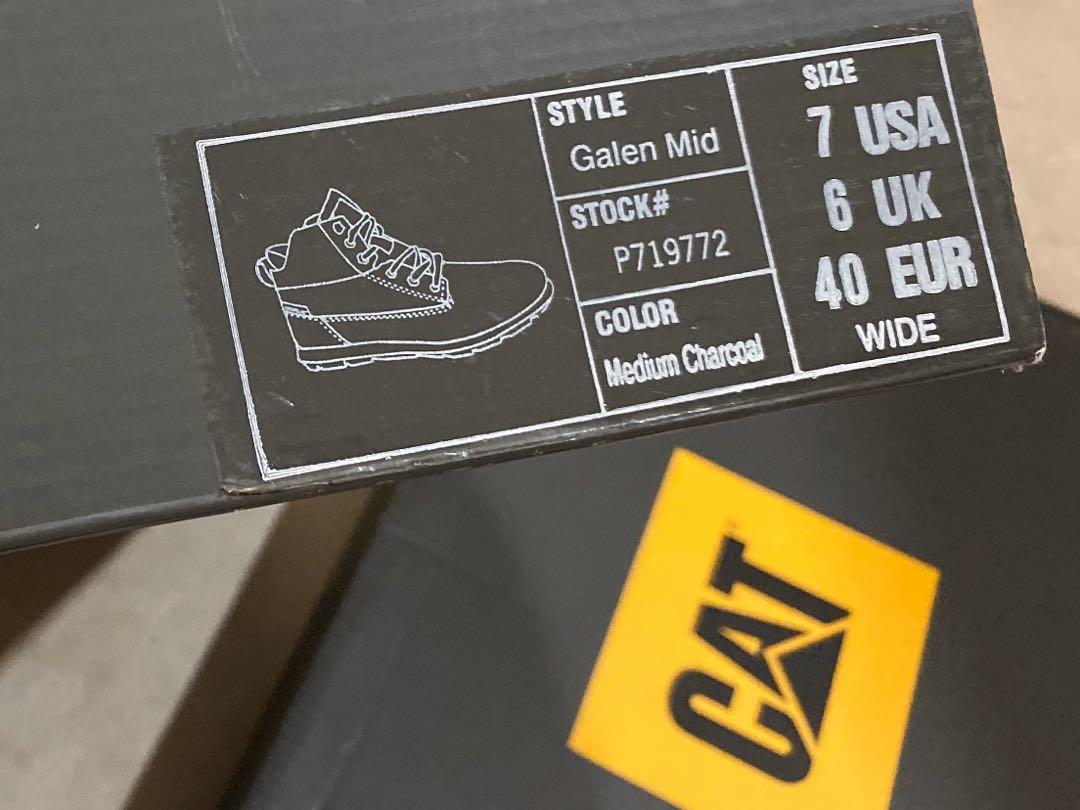 STYLE
Galen Mid
STOCK#
P719772
COLOR
Medium Charcoal
SIZE
7 USA
6 UK
40 EUR
WIDE
CAT